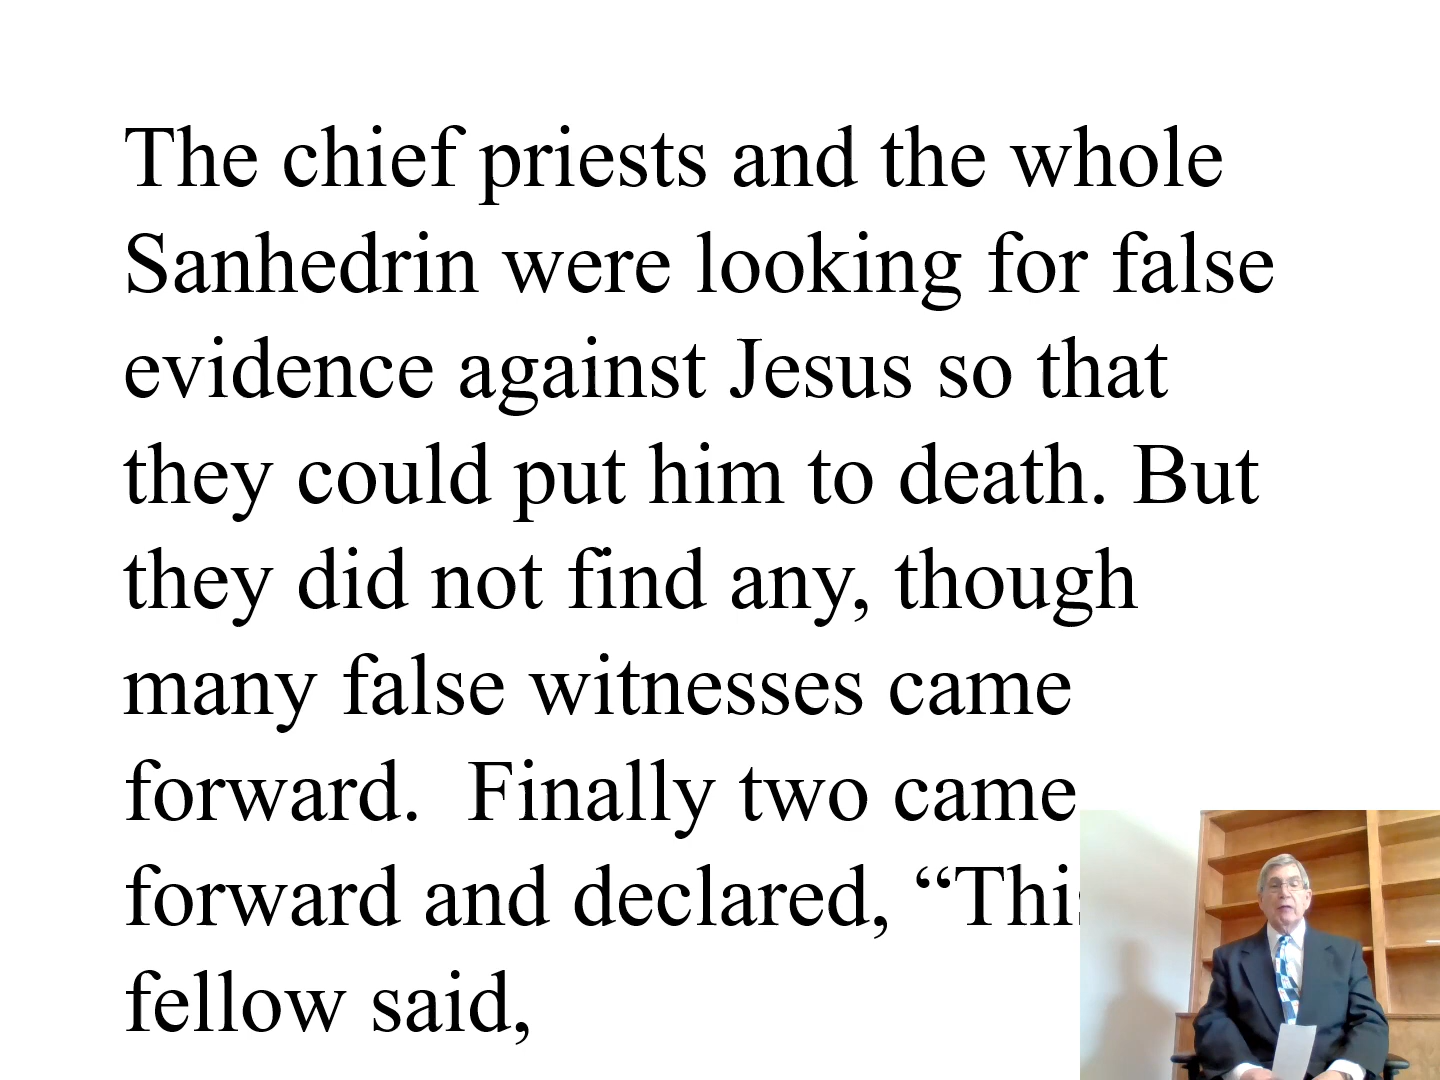 The chief priests and the whole
Sanhedrin were looking for false
evidence against Jesus so that
they could put him to death. But
they did not find any, though
many false witnesses came
forward.  Finally two came
forward and declared, “This
fellow said,